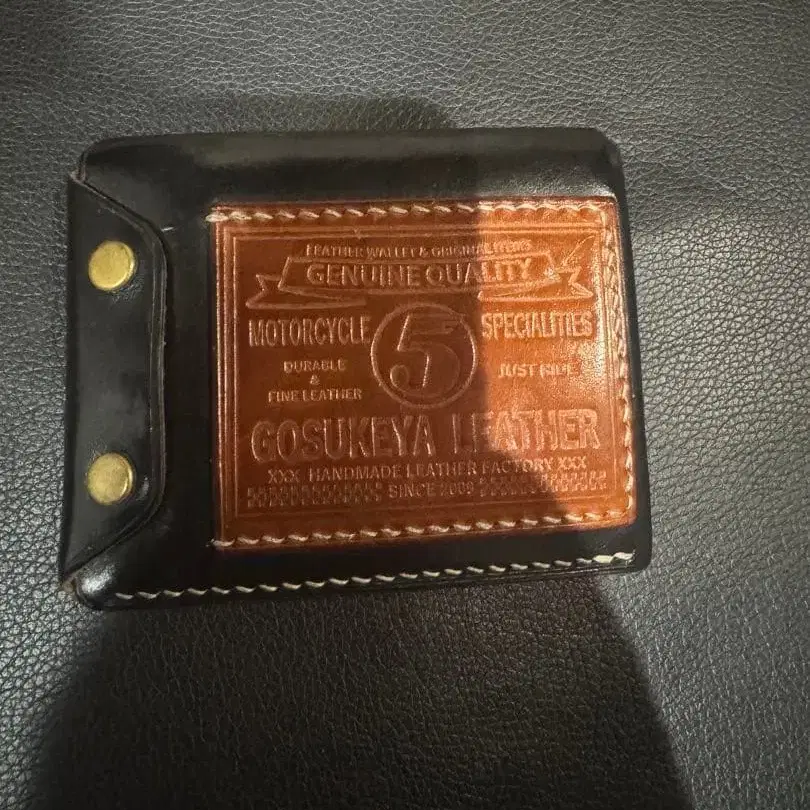 LEATHER WALLET & ORIGINAL ITEMS
GENUINE QUALITY
MOTORCYCLE 5 SPECIALITIES
DURABLE
&
FINE LEATHER
JUST RIDE
GOSUKEYA LEATHER
XXX HANDMADE LEATHER FACTORY XXX
SINCE 2009